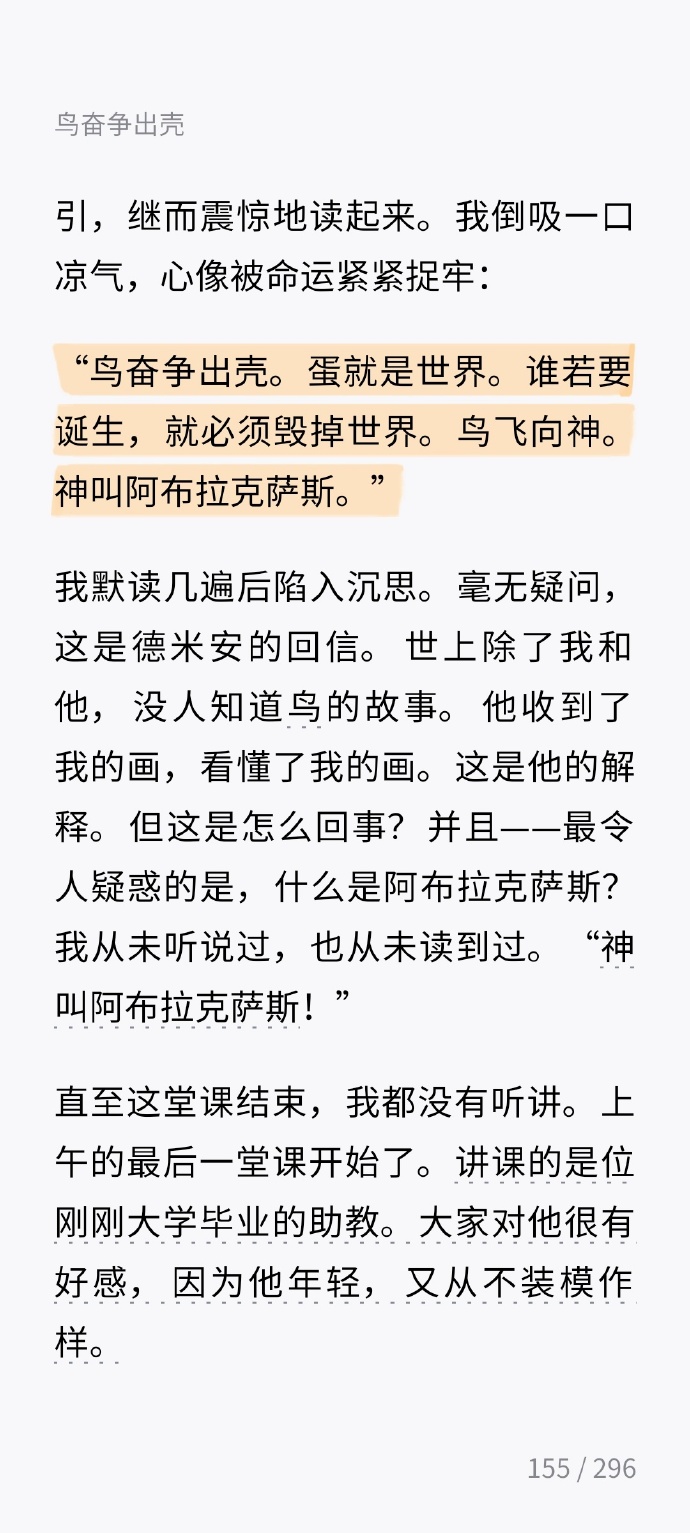 鸟奋争出壳
引，继而震惊地读起来。我倒吸一口
凉气，心像被命运紧紧捉牢：
“鸟奋争出壳。蛋就是世界。谁若要
诞生，就必须毁掉世界。鸟飞向神。
神叫阿布拉克萨斯。”
我默读几遍后陷入沉思。毫无疑问，
这是德米安的回信。世上除了我和
他，没人知道鸟的故事。他收到了
我的画，看懂了我的画。这是他的解
释。但这是怎么回事？并且——最令
人疑惑的是，什么是阿布拉克萨斯？
我从未听说过，也从未读到过。“神
叫阿布拉克萨斯！”
直至这堂课结束，我都没有听讲。上
午的最后一堂课开始了。讲课的是位
刚刚大学毕业的助教。大家对他很有
好感，因为他年轻，又从不装模作
样。
155 / 296